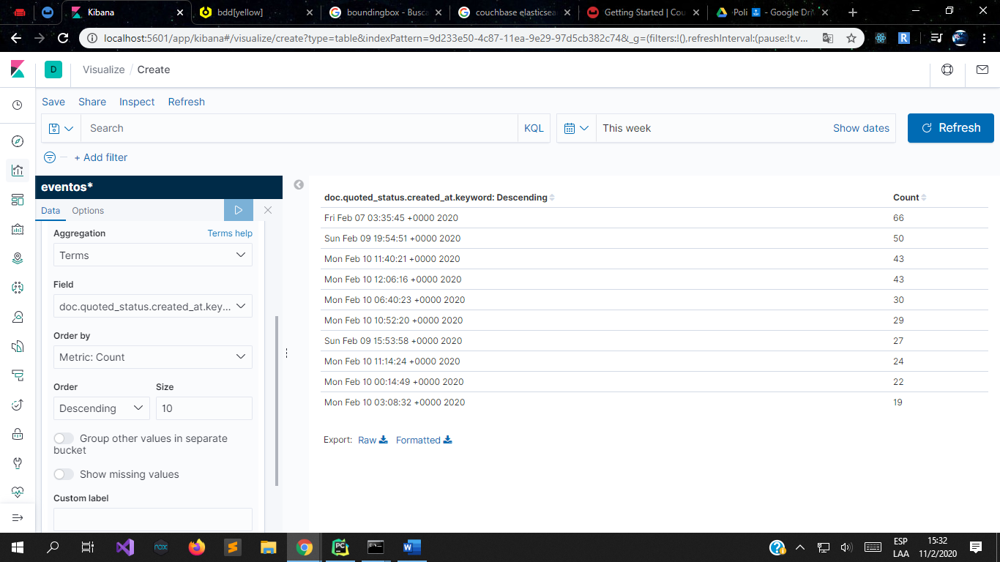 Kibana
bdd[yellow]
boundingbox - Busc
couchbase elasticsea
Getting Started | Cou
Poli - Google Dri
localhost:5601/app/kibana#/visualize/create?type=table&indexPattern=9d233e50-4c87-11ea-9e29-97d5cb382c74&_g=(filters:!(),refreshInterval:(pause:!t,v...
D
Visualize / Create
Save Share Inspect Refresh
Search
KQL
This week
Show dates
Refresh
+ Add filter
eventos*
Data Options
Aggregation
Terms help
Terms
Field
doc.quoted_status.created_at.key...
Order by
Metric: Count
Order Size
Descending 10
Group other values in separate
bucket
Show missing values
Custom label
doc.quoted_status.created_at.keyword: Descending Count
Fri Feb 07 03:35:45 +0000 2020 66
Sun Feb 09 19:54:51 +0000 2020 50
Mon Feb 10 11:40:21 +0000 2020 43
Mon Feb 10 12:06:16 +0000 2020 43
Mon Feb 10 06:40:23 +0000 2020 30
Mon Feb 10 10:52:20 +0000 2020 29
Sun Feb 09 15:53:58 +0000 2020 27
Mon Feb 10 11:14:24 +0000 2020 24
Mon Feb 10 00:14:49 +0000 2020 22
Mon Feb 10 03:08:32 +0000 2020 19
Export: Raw Formatted
ESP
LAA
15:32
11/2/2020